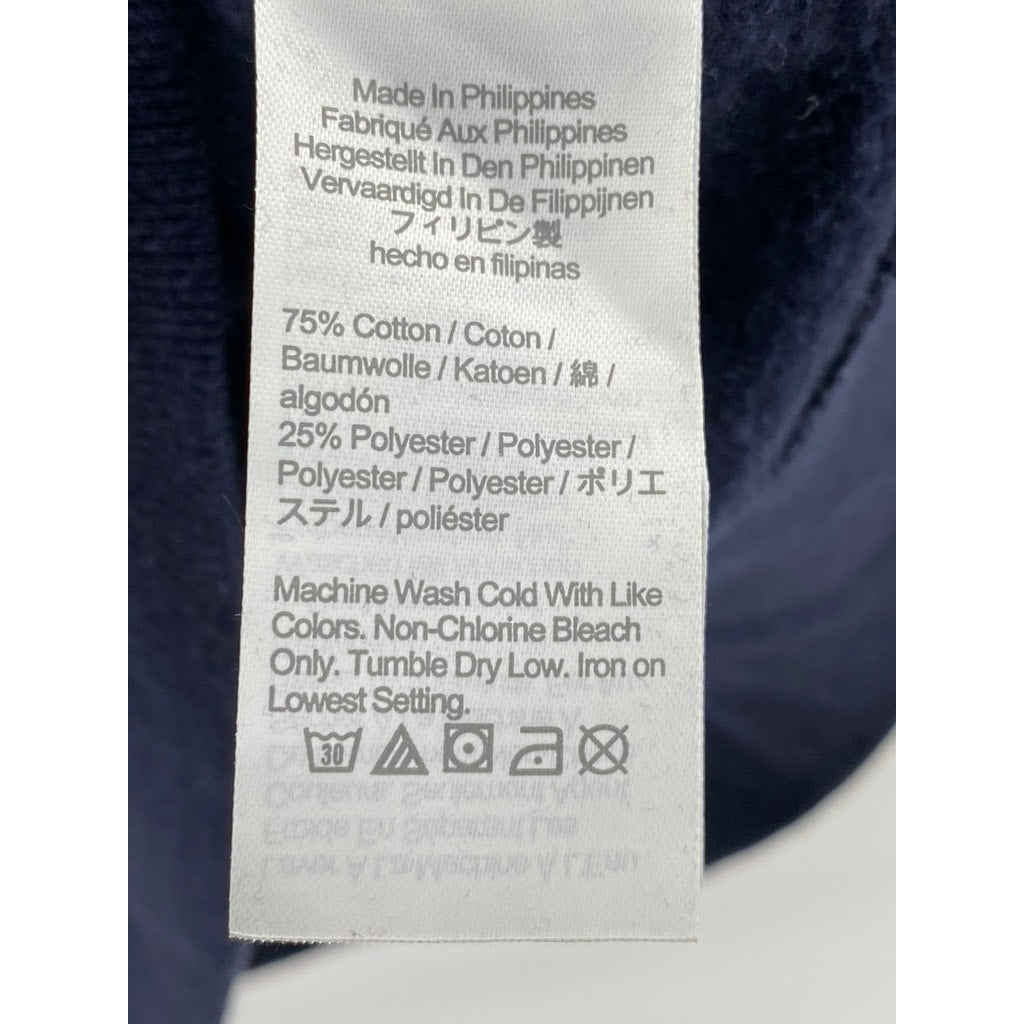 Made In Philippines
Fabriqué Aux Philippines
Hergestellt In Den Philippinen
Vervaardigd In De Filippijnen
フィリピン製
hecho en filipinas
75% Cotton / Coton /
Baumwolle / Katoen / 綿 /
algodón
25% Polyester / Polyester /
Polyester / Polyester / ポリエ
ステル / poliéster
Machine Wash Cold With Like
Colors. Non-Chlorine Bleach
Only. Tumble Dry Low. Iron on
Lowest Setting.
30